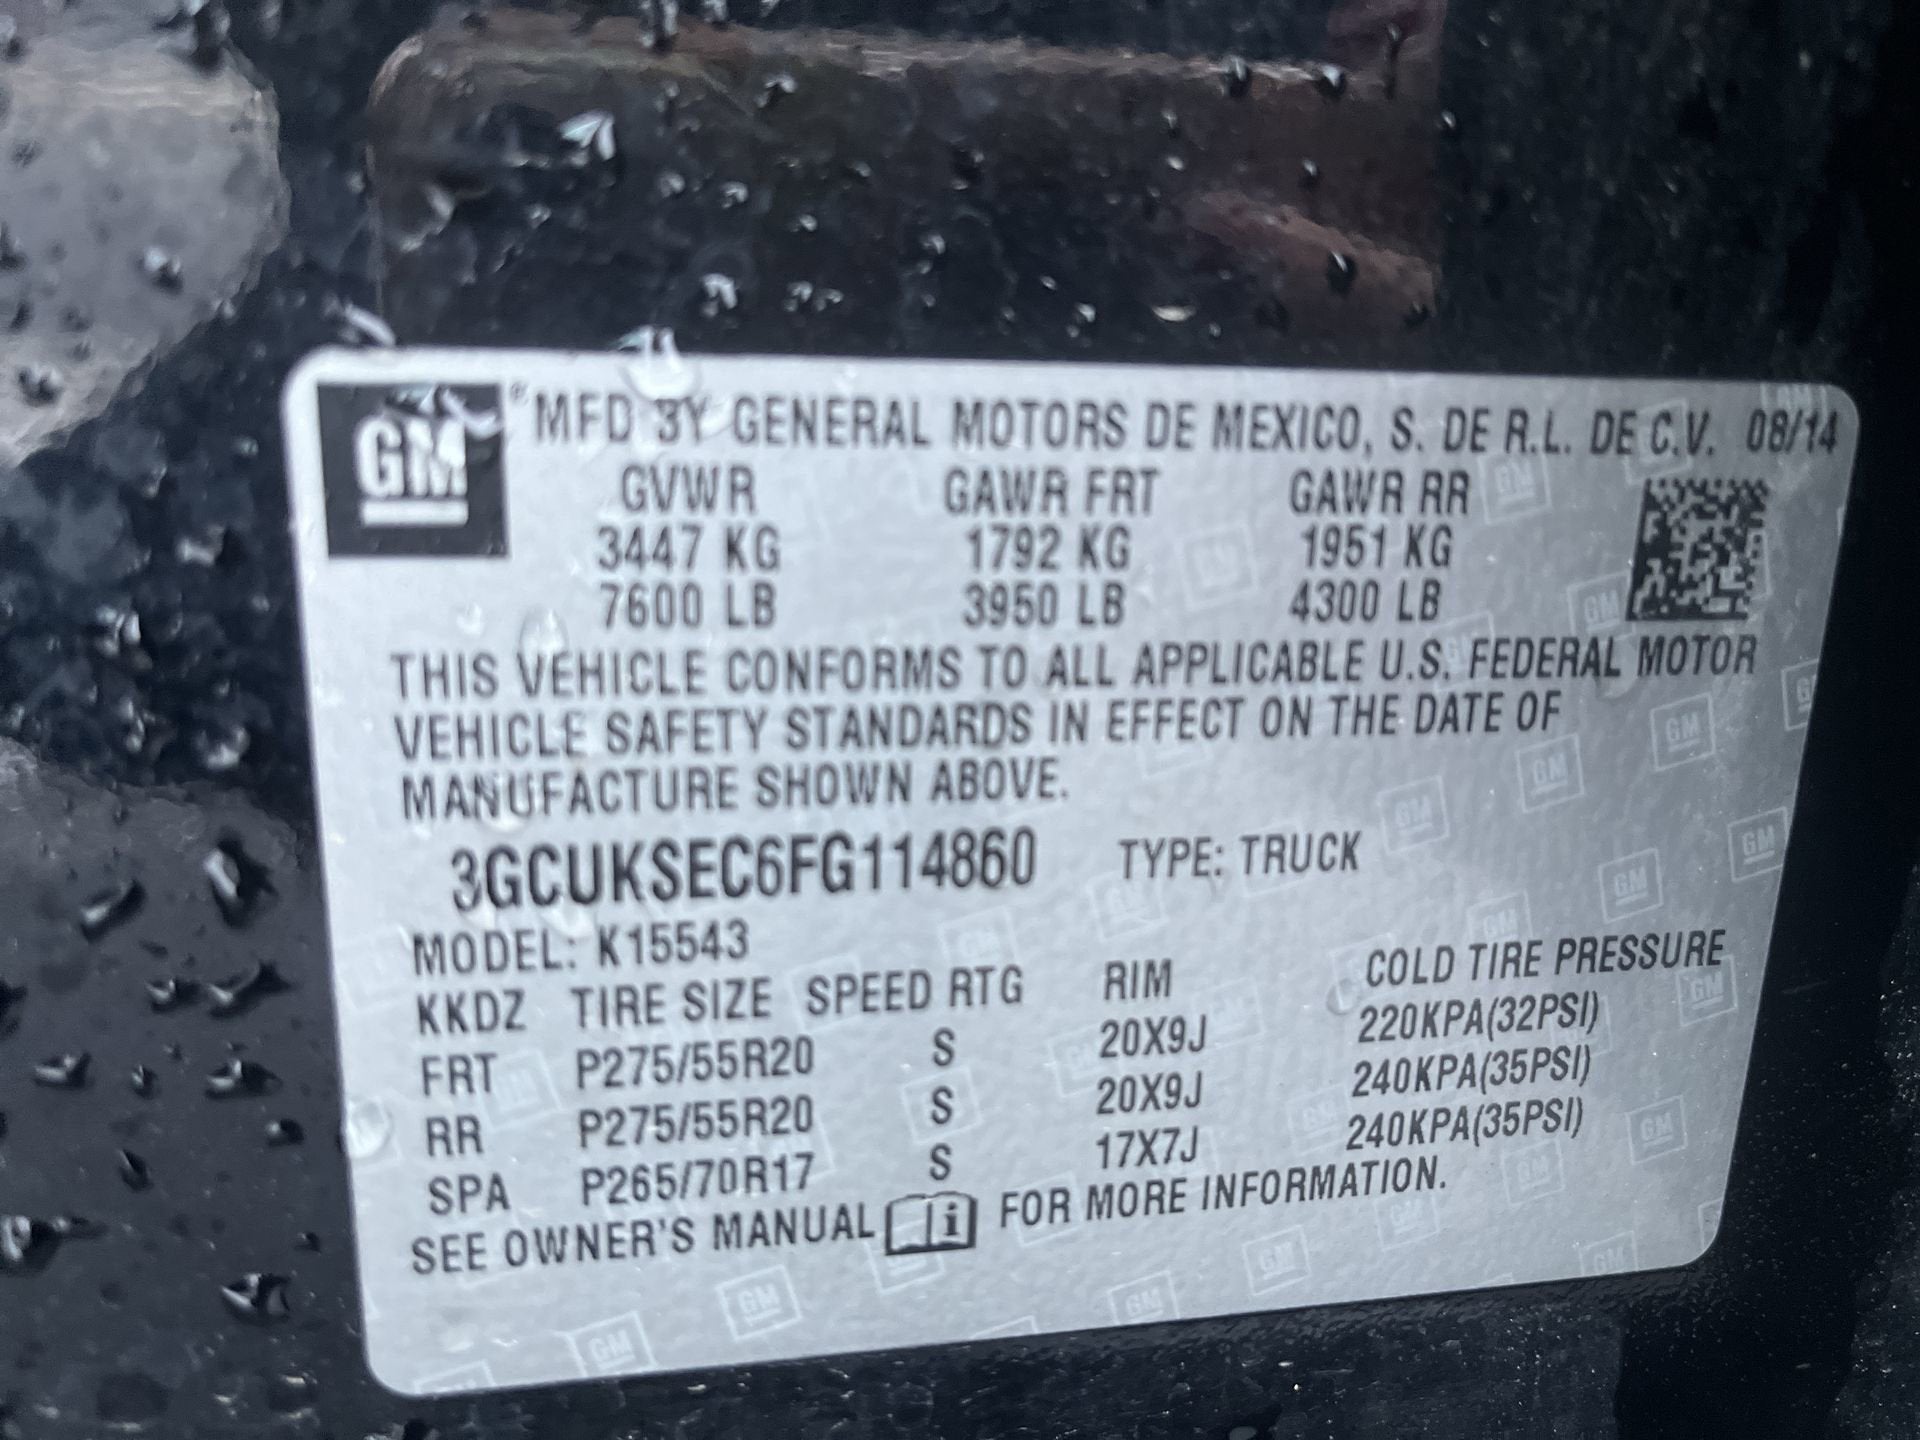 GM ® MFD BY GENERAL MOTORS DE MEXICO, S. DE R.L. DE C.V. 08/14
GVWR GAWR FRT GAWR RR
3447 KG 1792 KG 1951 KG
7600 LB 3950 LB 4300 LB
THIS VEHICLE CONFORMS TO ALL APPLICABLE U.S. FEDERAL MOTOR
VEHICLE SAFETY STANDARDS IN EFFECT ON THE DATE OF
MANUFACTURE SHOWN ABOVE.
3GCUKSEC6FG114860 TYPE: TRUCK
MODEL: K15543
KKDZ TIRE SIZE SPEED RTG RIM COLD TIRE PRESSURE
FRT P275/55R20 S 20X9J 220KPA(32PSI)
RR P275/55R20 S 20X9J 240KPA(35PSI)
SPA P265/70R17 S 17X7J 240KPA(35PSI)
SEE OWNER'S MANUAL i FOR MORE INFORMATION.